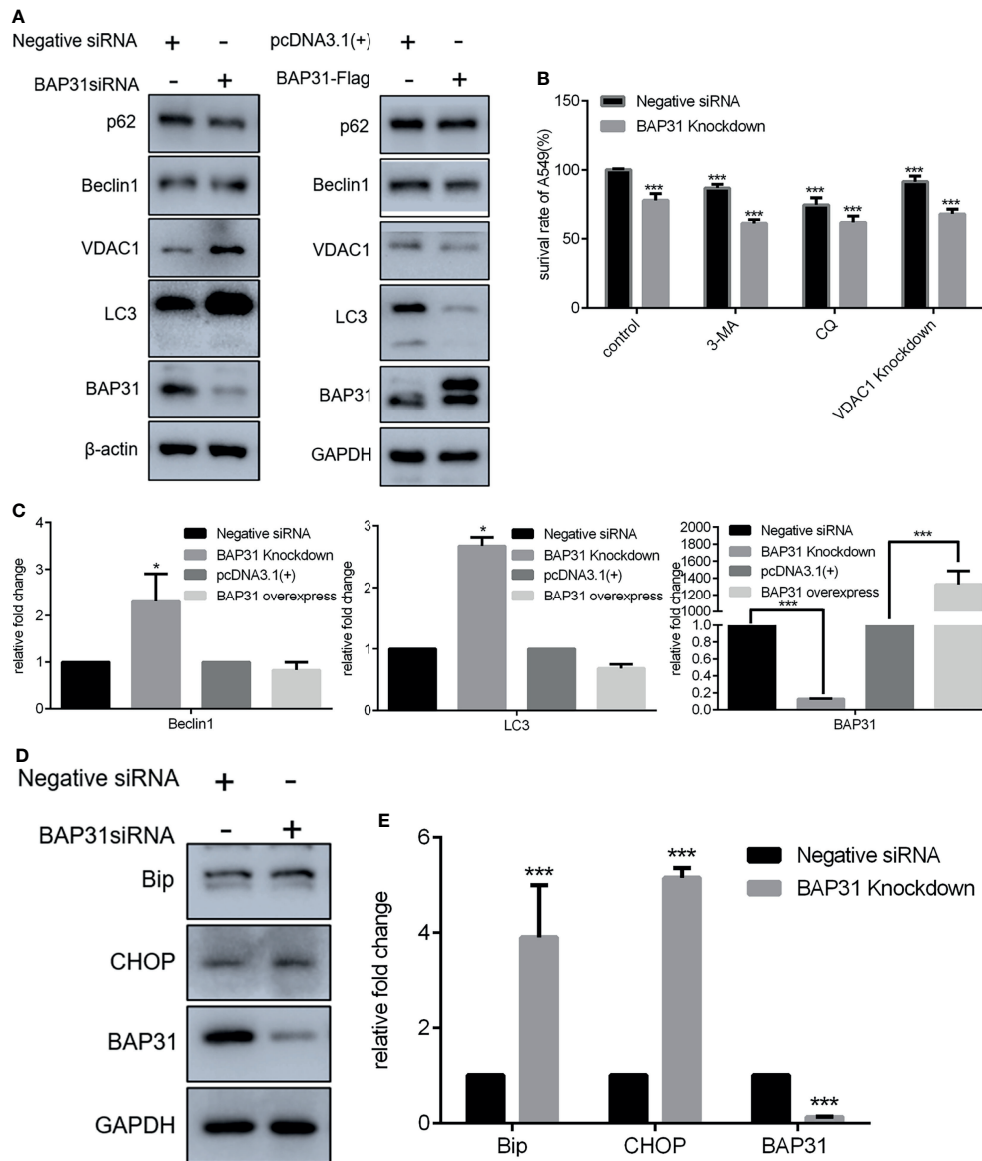 A
Negative siRNA + -
BAP31siRNA - +
p62
Beclin1
VDAC1
LC3
BAP31
β-actin
pcDNA3.1(+) + -
BAP31-Flag - +
p62
Beclin1
VDAC1
LC3
BAP31
GAPDH
B
Negative siRNA
BAP31 Knockdown
surival rate of A549(%)
150
100
50
0
***
***
***
***
***
***
***
control
3-MA
CQ
VDAC1 Knockdown
C
Negative siRNA
BAP31 Knockdown
pcDNA3.1(+)
BAP31 overexpress
relative fold change
4
3
2
1
0
*
Beclin1
Negative siRNA
BAP31 Knockdown
pcDNA3.1(+)
BAP31 overexpress
relative fold change
3
2
1
0
*
LC3
Negative siRNA
BAP31 Knockdown
pcDNA3.1(+)
BAP31 overexpress
relative fold change
2000
1800
1600
1400
1200
1000
1.0
0.8
0.6
0.4
0.2
0.0
***
***
BAP31
D
Negative siRNA + -
BAP31siRNA - +
Bip
CHOP
BAP31
GAPDH
E
Negative siRNA
BAP31 Knockdown
relative fold change
6
4
2
0
***
***
***
Bip
CHOP
BAP31